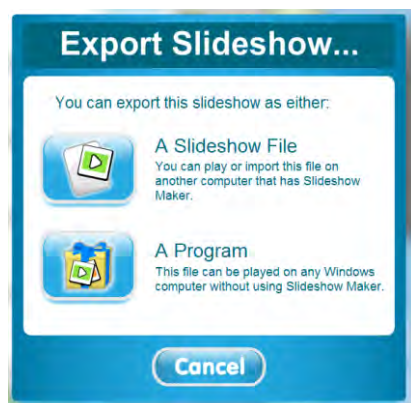 Export Slideshow...
You can export this slideshow as either:
A Slideshow File
You can play or import this file on
another computer that has Slideshow
Maker.
A Program
This file can be played on any Windows
computer without using Slideshow Maker.
Cancel